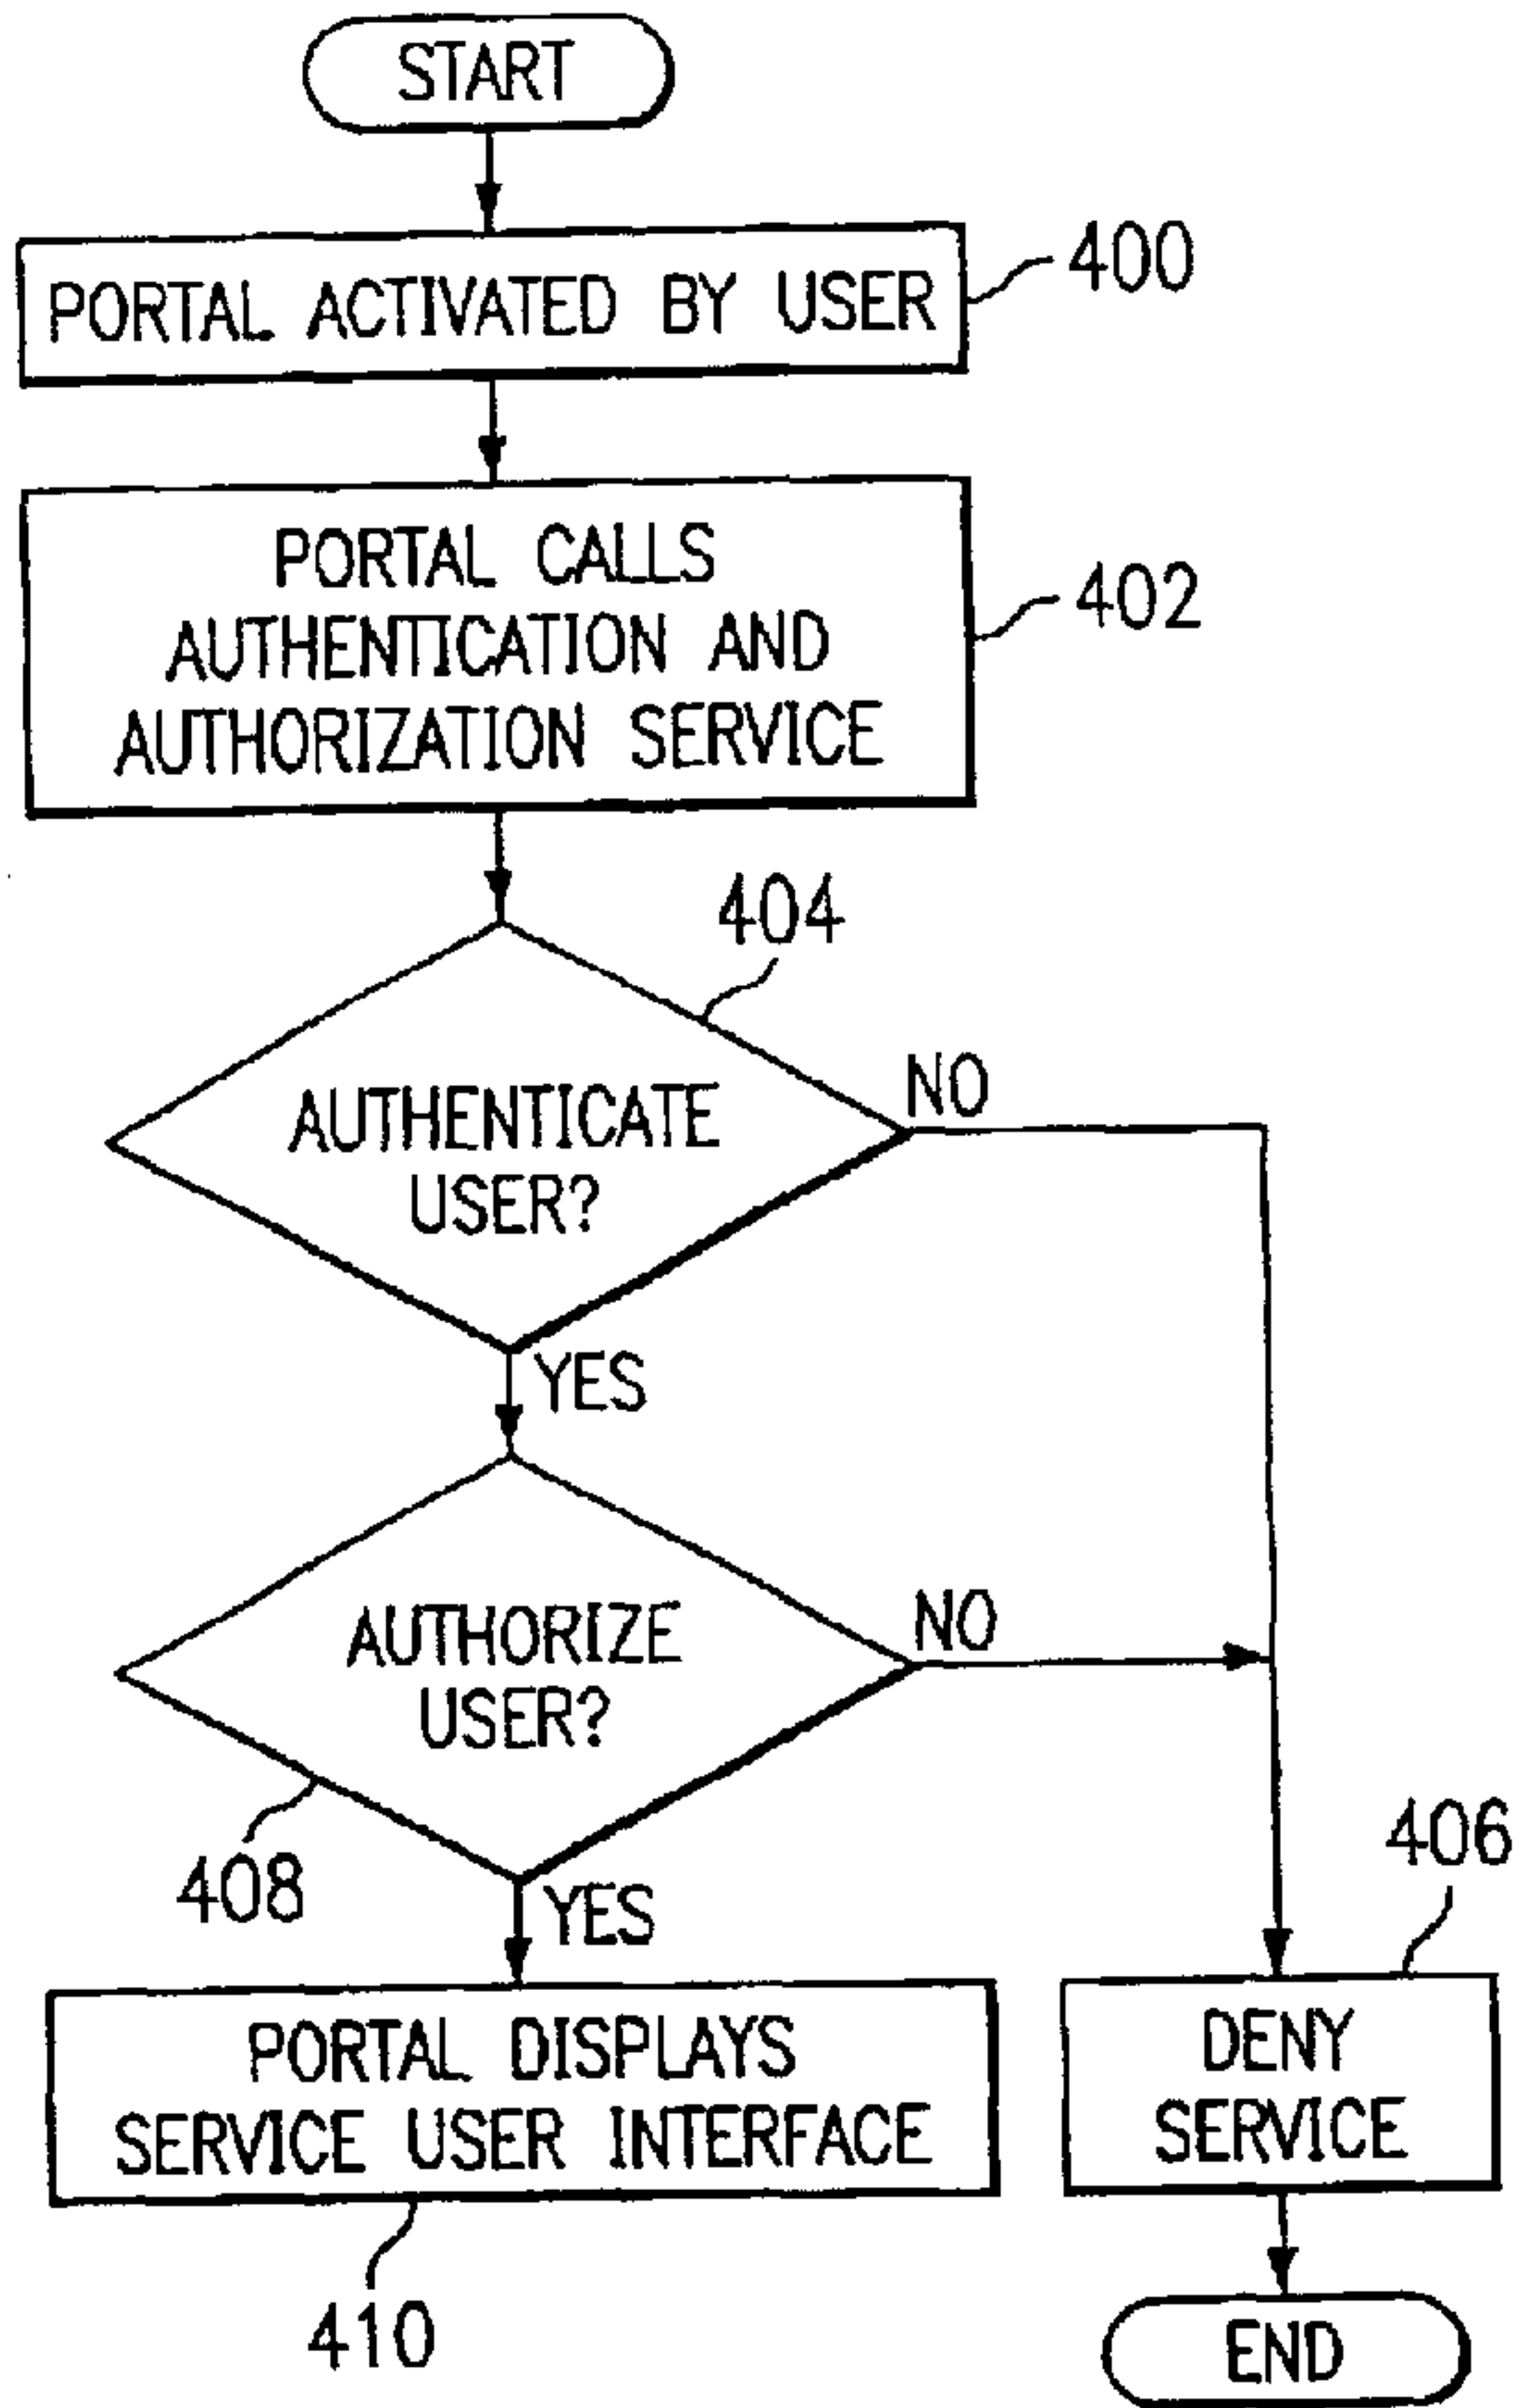 START
PORTAL ACTIVATED BY USER
400
PORTAL CALLS
AUTHENTICATION AND
AUTHORIZATION SERVICE
402
404
AUTHENTICATE
USER?
NO
YES
AUTHORIZE
USER?
NO
408
YES
406
PORTAL DISPLAYS
SERVICE USER INTERFACE
410
DENY
SERVICE
END